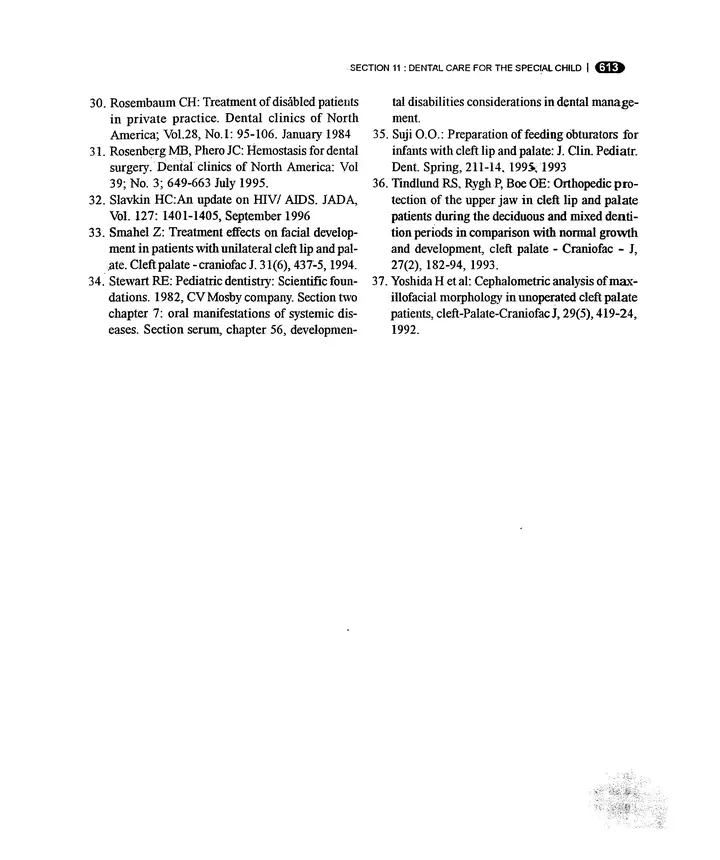 SECTION 11 : DENTAL CARE FOR THE SPECIAL CHILD | 613
30. Rosembaum CH: Treatment of disábled patients
in private practice. Dental clinics of North
America; Vol.28, No.1: 95-106. January 1984
31. Rosenberg MB, Phero JC: Hemostasis for dental
surgery. Dental clinics of North America: Vol
39; No. 3; 649-663 July 1995.
32. Slavkin HC:An update on HIV/ AIDS. JADA,
Vol. 127: 1401-1405, September 1996
33. Smahel Z: Treatment effects on facial develop-
ment in patients with unilateral cleft lip and pal-
ate. Cleft palate - craniofac J. 31(6), 437-5, 1994.
34. Stewart RE: Pediatric dentistry: Scientific foun-
dations. 1982, CV Mosby company. Section two
chapter 7: oral manifestations of systemic dis-
eases. Section serum, chapter 56, developmen-
tal disabilities considerations in dental manage-
ment.
35. Suji O.O.: Preparation of feeding obturators for
infants with cleft lip and palate: J. Clin. Pediatr.
Dent. Spring, 211-14, 1995, 1993
36. Tindlund RS, Rygh P, Boe OE: Orthopedic pro-
tection of the upper jaw in cleft lip and palate
patients during the deciduous and mixed denti-
tion periods in comparison with normal growth
and development, cleft palate - Craniofac - J,
27(2), 182-94, 1993.
37. Yoshida H et al: Cephalometric analysis of max-
illofacial morphology in unoperated cleft palate
patients, cleft-Palate-Craniofac J, 29(5), 419-24,
1992.